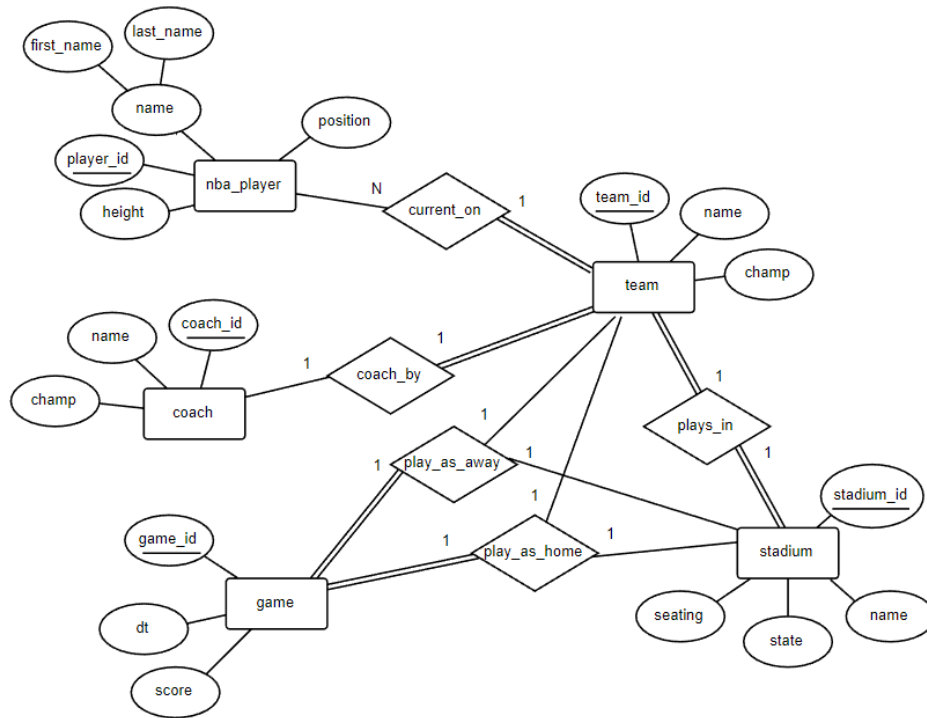 last_name
first_name
name
position
player_id
nba_player
height
N
current_on
1
team_id
name
team
champ
coach_id
name
champ
coach
1
coach_by
1
1
plays_in
1
1
play_as_away
1
1
stadium_id
game_id
1
play_as_home
1
1
stadium
game
dt
score
seating
state
name